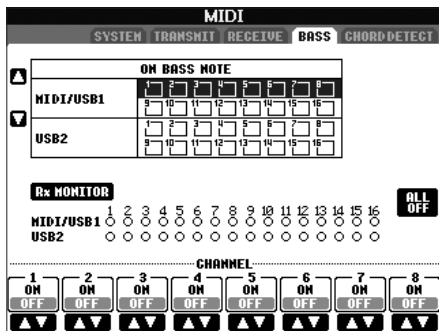 MIDI
SYSTEM TRANSMIT RECEIVE BASS CHORD DETECT
ON BASS NOTE
MIDI/USB1
1 2 3 4 5 6 7 8
9 10 11 12 13 14 15 16
USB2
1 2 3 4 5 6 7 8
9 10 11 12 13 14 15 16
Rx MONITOR
ALL OFF
1 2 3 4 5 6 7 8 9 10 11 12 13 14 15 16
MIDI/USB1
USB2
CHANNEL
1 2 3 4 5 6 7 8
ON ON ON ON ON ON ON ON
OFF OFF OFF OFF OFF OFF OFF OFF